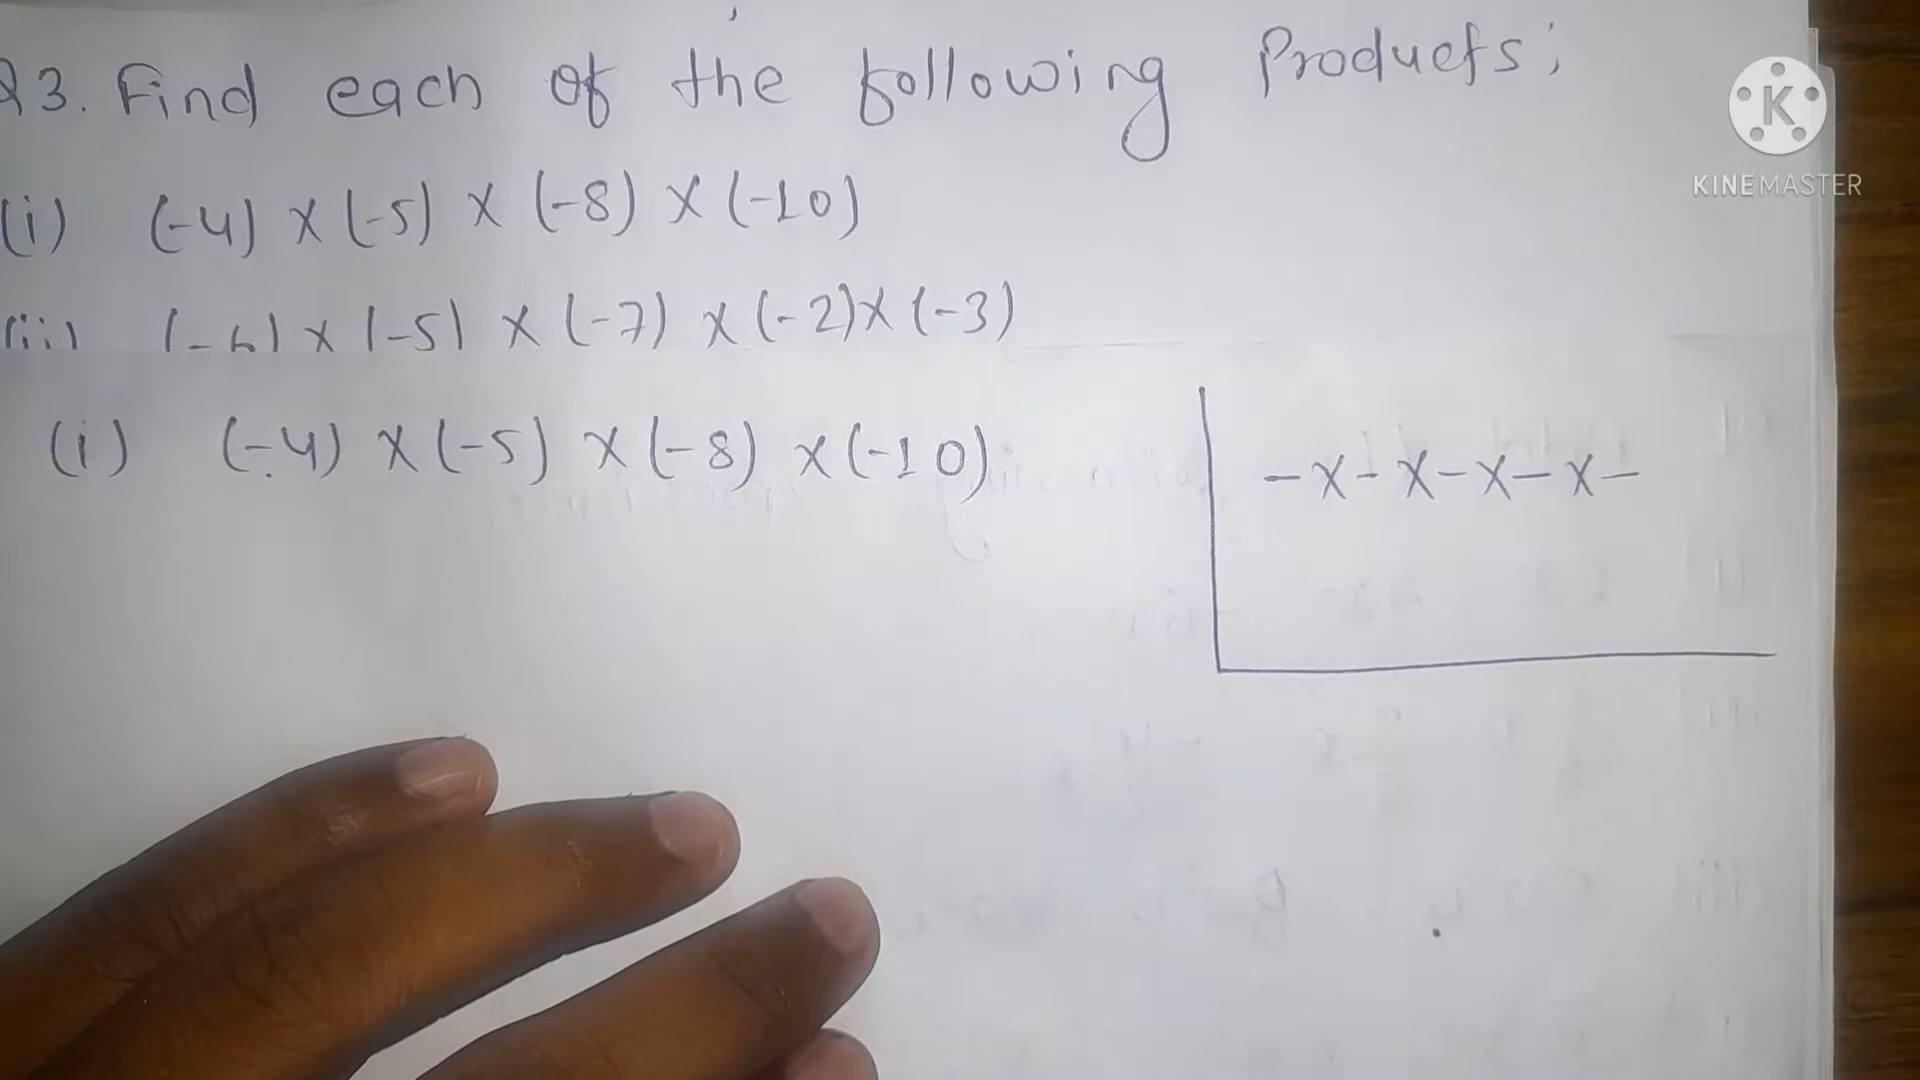 Q3. Find each of the following Products;
(i) (-4) × (-5) × (-8) × (-10)
(ii) (-6) × (-5) × (-7) × (-2) × (-3)
(i) (-4) × (-5) × (-8) × (-10)
- × - × - × - × -
K
KINEMASTER